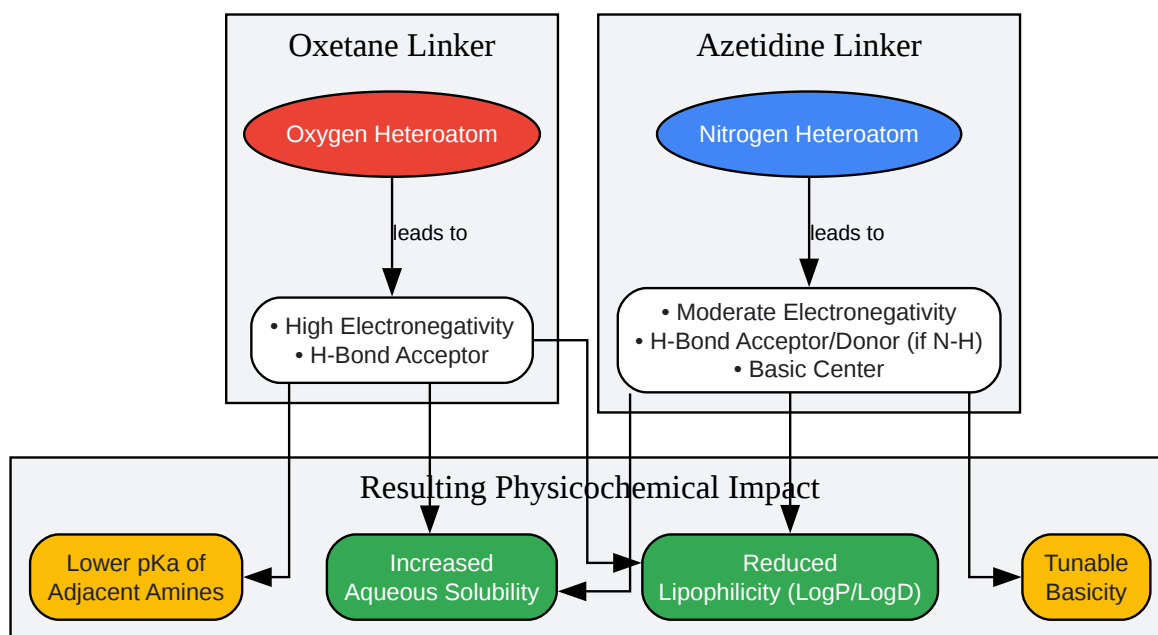 Oxetane Linker
Azetidine Linker
Oxygen Heteroatom
Nitrogen Heteroatom
leads to
leads to
• High Electronegativity
• H-Bond Acceptor
• Moderate Electronegativity
• H-Bond Acceptor/Donor (if N-H)
• Basic Center
Resulting Physicochemical Impact
Lower pKa of
Adjacent Amines
Increased
Aqueous Solubility
Reduced
Lipophilicity (LogP/LogD)
Tunable
Basicity